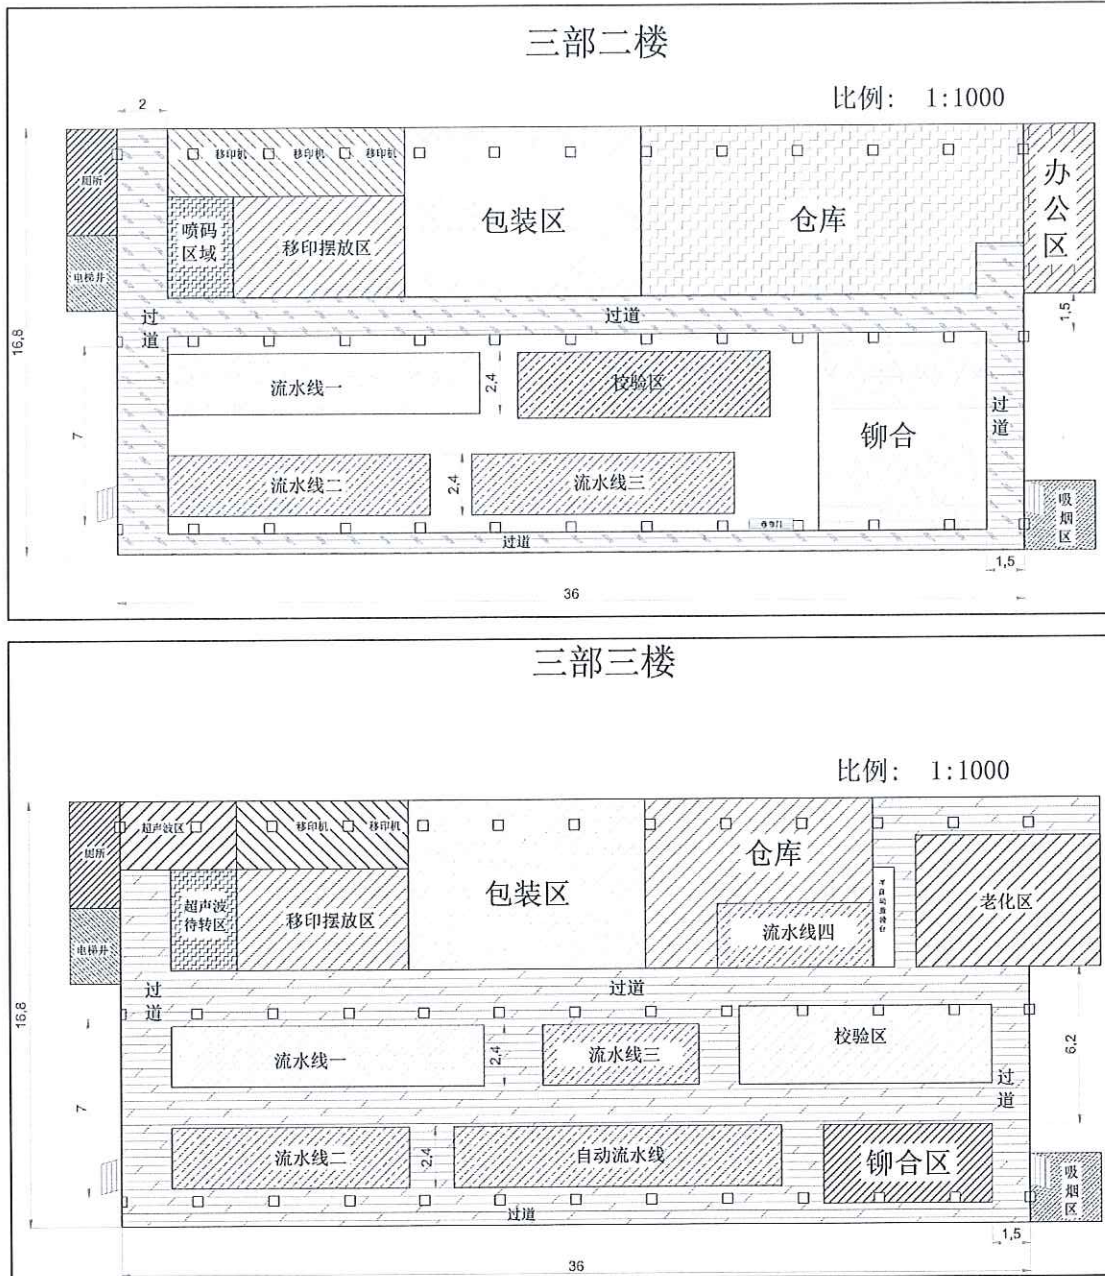 三部二楼
比例: 1:1000
2
厕所
移印机
移印机
移印机
喷码
区域
移印摆放区
包装区
仓库
办公区
电梯井
过道
过道
1,5
16,8
流水线一
2,4
校验区
铆合
过道
7
流水线二
2,4
流水线三
吸烟区
过道
1,5
36
三部三楼
比例: 1:1000
厕所
超声波区
移印机
移印机
超声波
待转区
移印摆放区
包装区
仓库
流水线四
老化区
电梯井
过道
过道
16,8
流水线一
2,4
流水线三
校验区
6,2
过道
7
流水线二
2,4
自动流水线
铆合区
吸烟区
过道
1,5
36